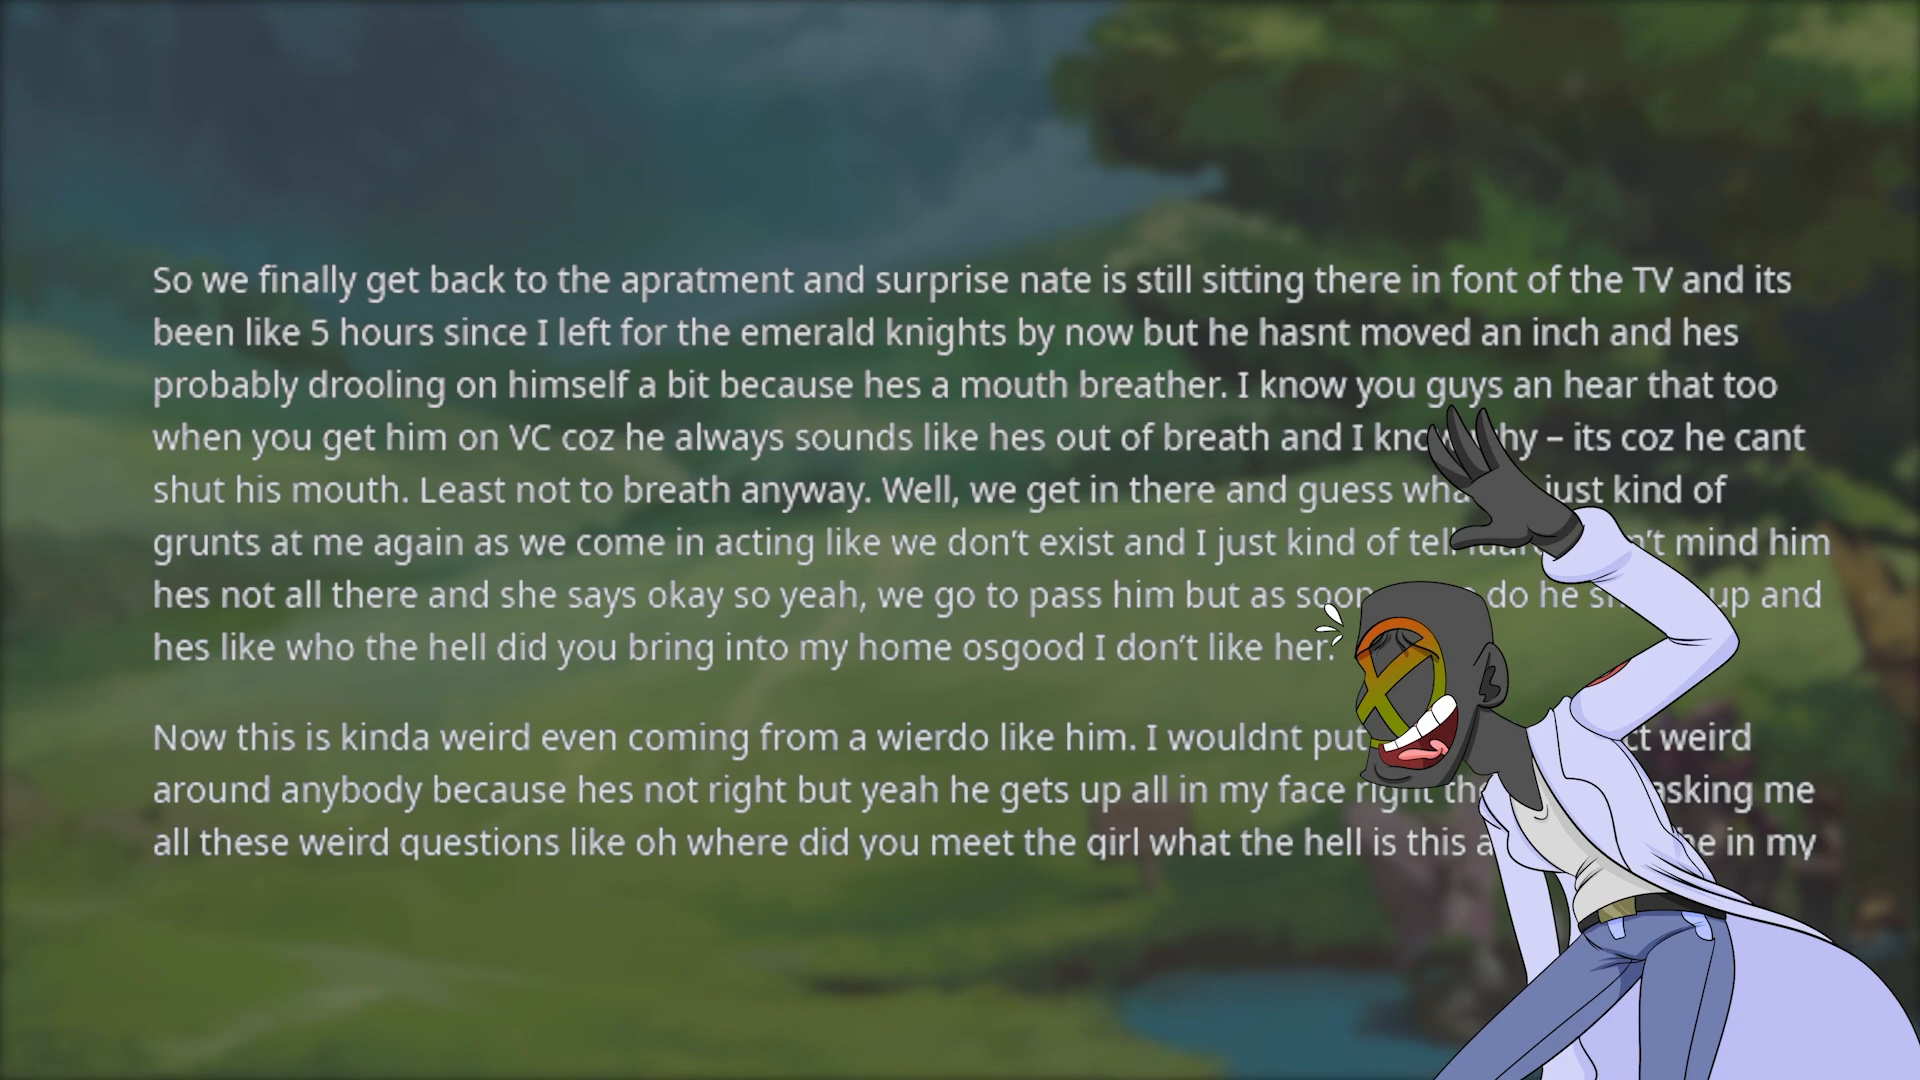 So we finally get back to the apratment and surprise nate is still sitting there in font of the TV and its
been like 5 hours since I left for the emerald knights by now but he hasnt moved an inch and hes
probably drooling on himself a bit because hes a mouth breather. I know you guys an hear that too
when you get him on VC coz he always sounds like hes out of breath and I know – its coz he cant
shut his mouth. Least not to breath anyway. Well, we get in there and guess just kind of
grunts at me again as we come in acting like we don’t exist and I just kind of tell mind him
hes not all there and she says okay so yeah, we go to pass him but as soon do he up and
hes like who the hell did you bring into my home osgood I don’t like her.
Now this is kinda weird even coming from a wierdo like him. I wouldnt put weird
around anybody because hes not right but yeah he gets up all in my face right asking me
all these weird questions like oh where did you meet the girl what the hell is this in my